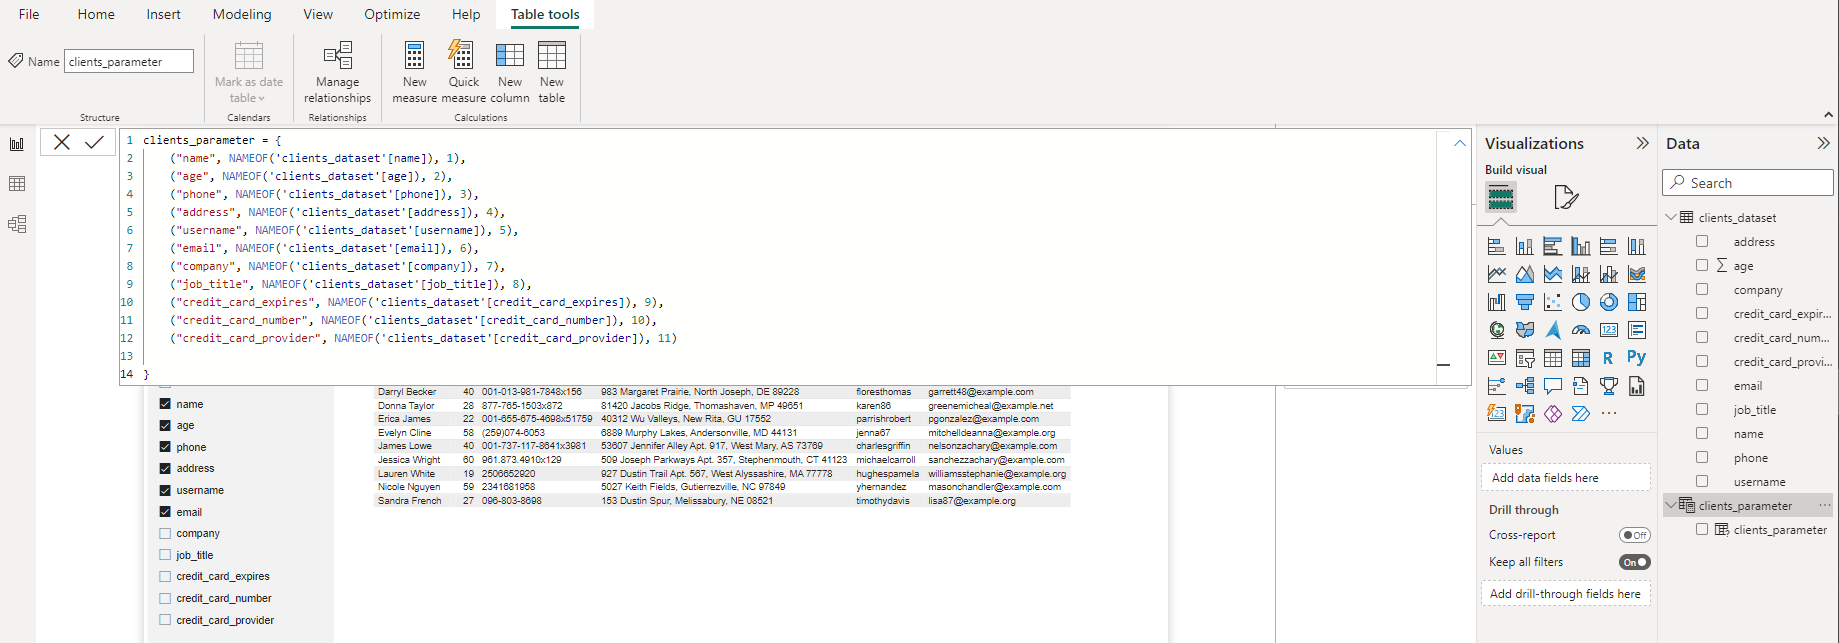 File Home Insert Modeling View Optimize Help Table tools
Name clients_parameter
Mark as date table
Manage relationships
New measure
Quick measure
New column
New table
Structure Calendars Relationships Calculations
1 clients_parameter = {
2 ("name", NAMEOF('clients_dataset'[name]), 1),
3 ("age", NAMEOF('clients_dataset'[age]), 2),
4 ("phone", NAMEOF('clients_dataset'[phone]), 3),
5 ("address", NAMEOF('clients_dataset'[address]), 4),
6 ("username", NAMEOF('clients_dataset'[username]), 5),
7 ("email", NAMEOF('clients_dataset'[email]), 6),
8 ("company", NAMEOF('clients_dataset'[company]), 7),
9 ("job_title", NAMEOF('clients_dataset'[job_title]), 8),
10 ("credit_card_expires", NAMEOF('clients_dataset'[credit_card_expires]), 9),
11 ("credit_card_number", NAMEOF('clients_dataset'[credit_card_number]), 10),
12 ("credit_card_provider", NAMEOF('clients_dataset'[credit_card_provider]), 11)
13
14 }
name
age
phone
address
username
email
company
job_title
credit_card_expires
credit_card_number
credit_card_provider
Darryl Becker 40 001-013-981-7848x156 983 Margaret Prairie, North Joseph, DE 89228 floresthomas garrett48@example.com
Donna Taylor 28 877-765-1503x872 81420 Jacobs Ridge, Thomashaven, MP 49651 karen86 greenemicheal@example.net
Erica James 22 001-655-675-4698x51759 40312 Wu Valleys, New Rita, GU 17552 parrishrobert pgonzalez@example.com
Evelyn Cline 58 (259)074-6053 6889 Murphy Lakes, Andersonville, MD 44131 jenna67 mitchelldeanna@example.org
James Lowe 40 001-737-117-8641x3981 53607 Jennifer Alley Apt. 917, West Mary, AS 73769 charlesgriffin nelsonzachary@example.com
Jessica Wright 60 961.873.4910x129 509 Joseph Parkways Apt. 357, Stephenmouth, CT 41123 michaelcarroll sanchezzachary@example.com
Lauren White 19 2506652920 927 Dustin Trail Apt. 567, West Alyssashire, MA 77778 hughespamela williamsstephanie@example.org
Nicole Nguyen 59 2341681958 5027 Keith Fields, Gutierrezville, NC 97849 yhernandez masonchandler@example.com
Sandra French 27 096-803-8698 153 Dustin Spur, Melissabury, NE 08521 timothydavis lisa87@example.org
Visualizations
Build visual
123
R Py
123
Values
Add data fields here
Drill through
Cross-report Off
Keep all filters On
Add drill-through fields here
Data
Search
clients_dataset
address
age
company
credit_card_expir...
credit_card_num...
credit_card_provi...
email
job_title
name
phone
username
clients_parameter ...
clients_parameter